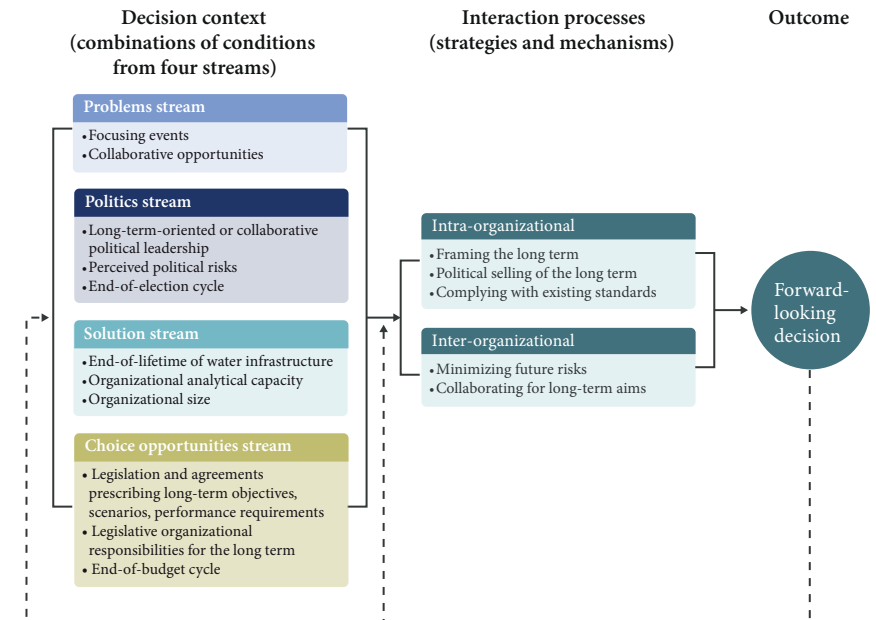 Decision context
(combinations of conditions
from four streams)
Interaction processes
(strategies and mechanisms)
Outcome
Problems stream
•Focusing events
•Collaborative opportunities
Politics stream
•Long-term-oriented or collaborative
political leadership
•Perceived political risks
•End-of-election cycle
Solution stream
•End-of-lifetime of water infrastructure
•Organizational analytical capacity
•Organizational size
Choice opportunities stream
• Legislation and agreements
prescribing long-term objectives,
scenarios, performance requirements
• Legislative organizational
responsibilities for the long term
• End-of-budget cycle
Intra-organizational
•Framing the long term
•Political selling of the long term
•Complying with existing standards
Inter-organizational
•Minimizing future risks
•Collaborating for long-term aims
Forward-
looking
decision